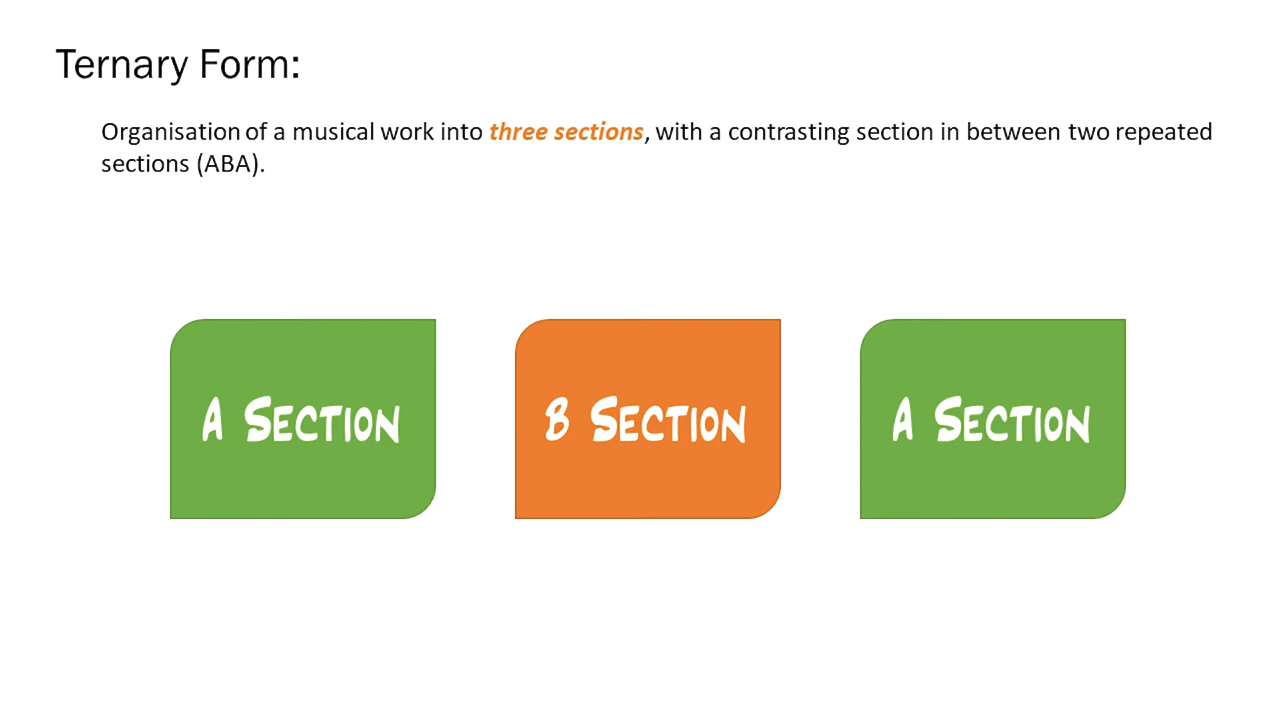 Ternary Form:
Organisation of a musical work into three sections, with a contrasting section in between two repeated
sections (ABA).
A Section
B Section
A Section